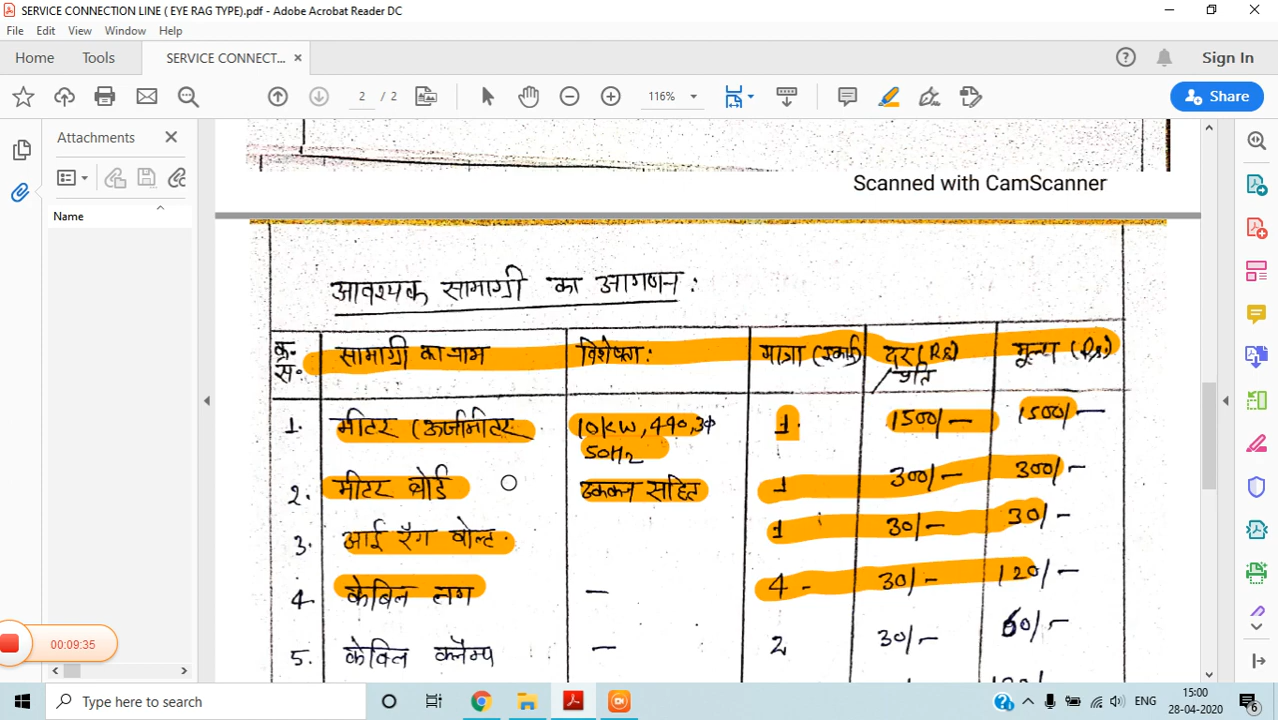 SERVICE CONNECTION LINE ( EYE RAG TYPE).pdf - Adobe Acrobat Reader DC
File Edit View Window Help
Home Tools SERVICE CONNECT... × Sign In
2 / 2 116% Share
Attachments
Name
Scanned with CamScanner
आवश्यक सामाग्री का आगणन :
क्र. सं. सामाग्री का नाम विशेषता : मात्रा (इकाई) दर (Rs) मूल्य (Rs)
/प्रति
1. मीटर (ऊर्जामीटर 10KW, 440, 3Φ 1. 1500/- 1500/-
50Hz
2. मीटर बोर्ड ढक्कन सहित 1 300/- 300/-
3. आई रॅग बोल्ट. 1 30/- 30/-
4. केबिल लग - 4 - 30/- 120/-
5. केबिल क्लैम्प - 2 30/- 60/-
00:09:35
Type here to search
ENG
15:00
28-04-2020
6